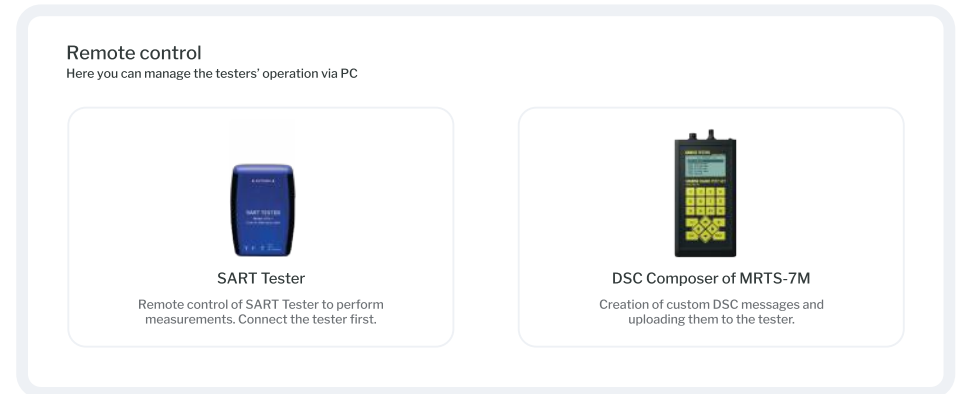 Remote control
Here you can manage the testers' operation via PC
SART TESTER
SART Tester
Remote control of SART Tester to perform
measurements. Connect the tester first.
DSC Composer of MRTS-7M
Creation of custom DSC messages and
uploading them to the tester.